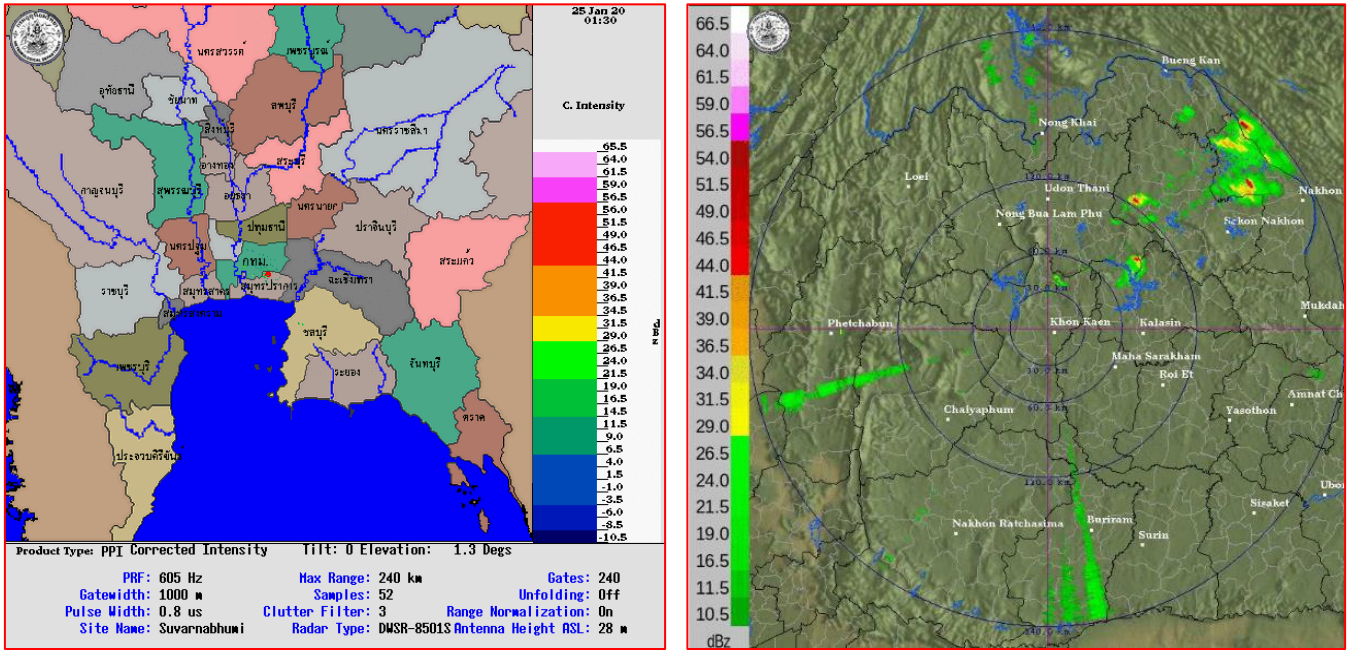 25 Jan 20
01:30
นครสวรรค์
เพชรบูรณ์
อุทัยธานี
ชัยนาท
ลพบุรี
สิงหบุรี
นครราชสีมา
อ่างทอง
สระบุรี
กาญจนบุรี
สุพรรณบุรี
อยุธยา
นครนายก
ปทุมธานี
ปราจีนบุรี
นครปฐม
กทม.
สระแก้ว
ราชบุรี
สมุทรสาคร
สมุทรปราการ
ฉะเชิงเทรา
สมุทรสงคราม
ชลบุรี
เพชรบุรี
ระยอง
จันทบุรี
ตราด
ประจวบคีรีขันธ์
C. Intensity
65.5
64.0
61.5
59.0
56.5
56.0
51.5
49.0
46.5
44.0
41.5
39.0
36.5
34.5
31.5
29.0
26.5
24.0
21.5
19.0
16.5
14.5
11.5
9.0
6.5
4.0
1.5
-1.0
-3.5
-6.0
-8.5
-10.5
Product Type: PPI Corrected Intensity Tilt: 0 Elevation: 1.3 Degs
PRF: 605 Hz Max Range: 240 km Gates: 240
Gatewidth: 1000 m Samples: 52 Unfolding: Off
Pulse Width: 0.8 us Clutter Filter: 3 Range Normalization: On
Site Name: Suvarnabhumi Radar Type: DWSR-8501S Antenna Height ASL: 28 m
66.5
64.0
61.5
59.0
56.5
54.0
51.5
49.0
46.5
44.0
41.5
39.0
36.5
34.0
31.5
29.0
26.5
24.0
21.5
19.0
16.5
11.5
10.5
dBz
Bueng Kan
Nong Khai
Loei
Udon Thani
Nakhon
Nong Bua Lam Phu
Sakon Nakhon
Mukdah
Phetchabun
Khon Kaen
Kalasin
Maha Sarakham
Roi Et
Amnat Ch
Chaiyaphum
Yasothon
Ubo
Sisaket
Nakhon Ratchasima
Buriram
Surin
60.0 km